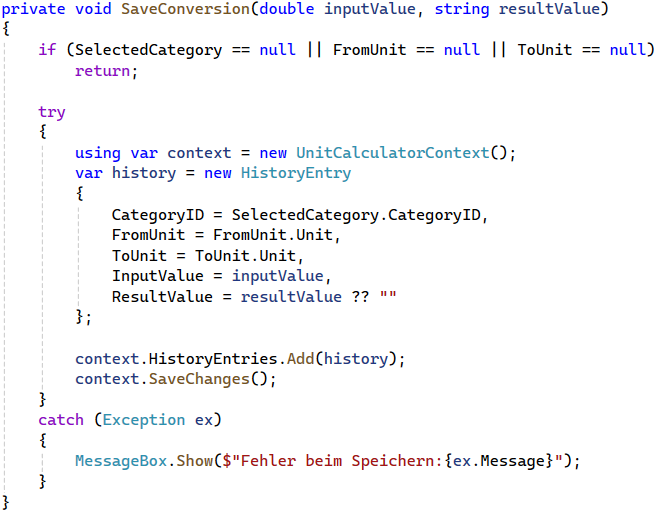 private void SaveConversion(double inputValue, string resultValue)
{
    if (SelectedCategory == null || FromUnit == null || ToUnit == null)
        return;

    try
    {
        using var context = new UnitCalculatorContext();
        var history = new HistoryEntry
        {
            CategoryID = SelectedCategory.CategoryID,
            FromUnit = FromUnit.Unit,
            ToUnit = ToUnit.Unit,
            InputValue = inputValue,
            ResultValue = resultValue ?? ""
        };

        context.HistoryEntries.Add(history);
        context.SaveChanges();
    }
    catch (Exception ex)
    {
        MessageBox.Show($"Fehler beim Speichern:{ex.Message}");
    }
}